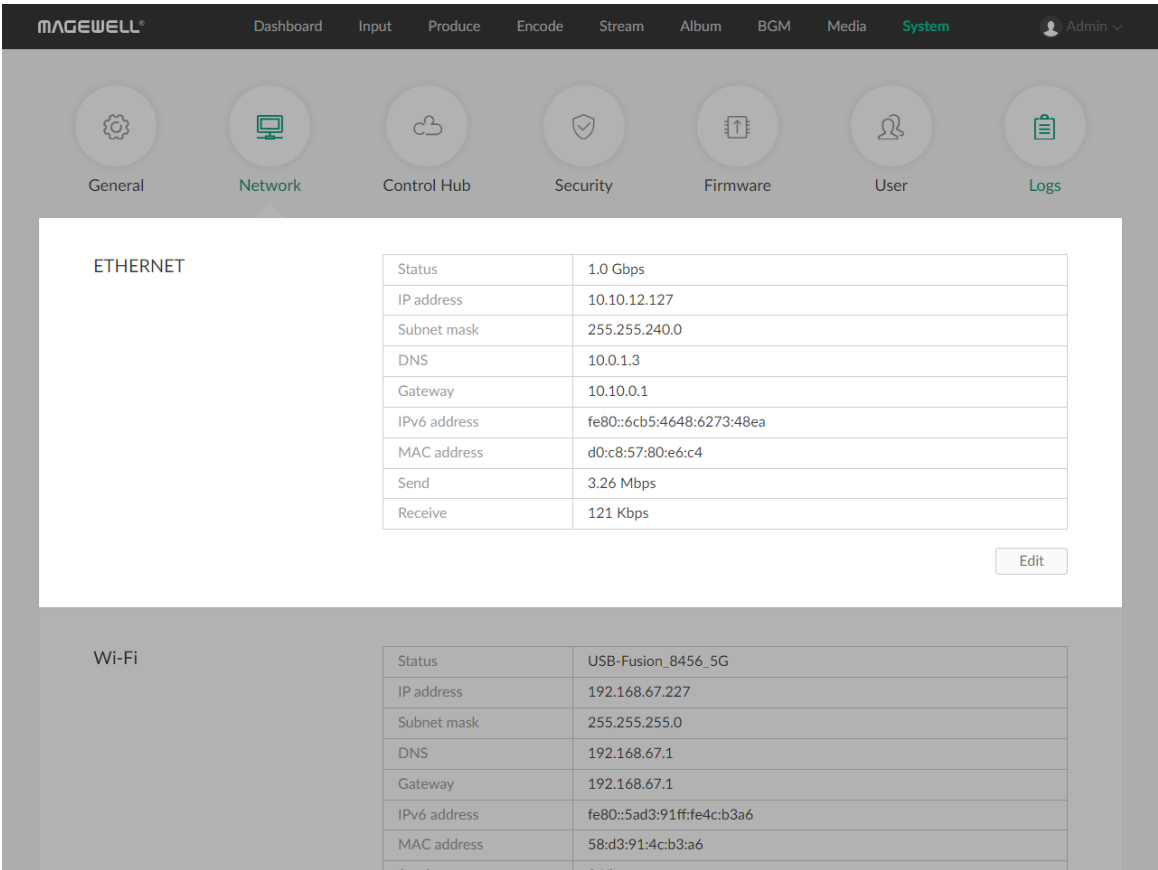 MAGEWELL® Dashboard Input Produce Encode Stream Album BGM Media System Admin
General Network Control Hub Security Firmware User Logs
ETHERNET
Status 1.0 Gbps
IP address 10.10.12.127
Subnet mask 255.255.240.0
DNS 10.0.1.3
Gateway 10.10.0.1
IPv6 address fe80::6cb5:4648:6273:48ea
MAC address d0:c8:57:80:e6:c4
Send 3.26 Mbps
Receive 121 Kbps
Edit
Wi-Fi
Status USB-Fusion_8456_5G
IP address 192.168.67.227
Subnet mask 255.255.255.0
DNS 192.168.67.1
Gateway 192.168.67.1
IPv6 address fe80::5ad3:91ff:fe4c:b3a6
MAC address 58:d3:91:4c:b3:a6